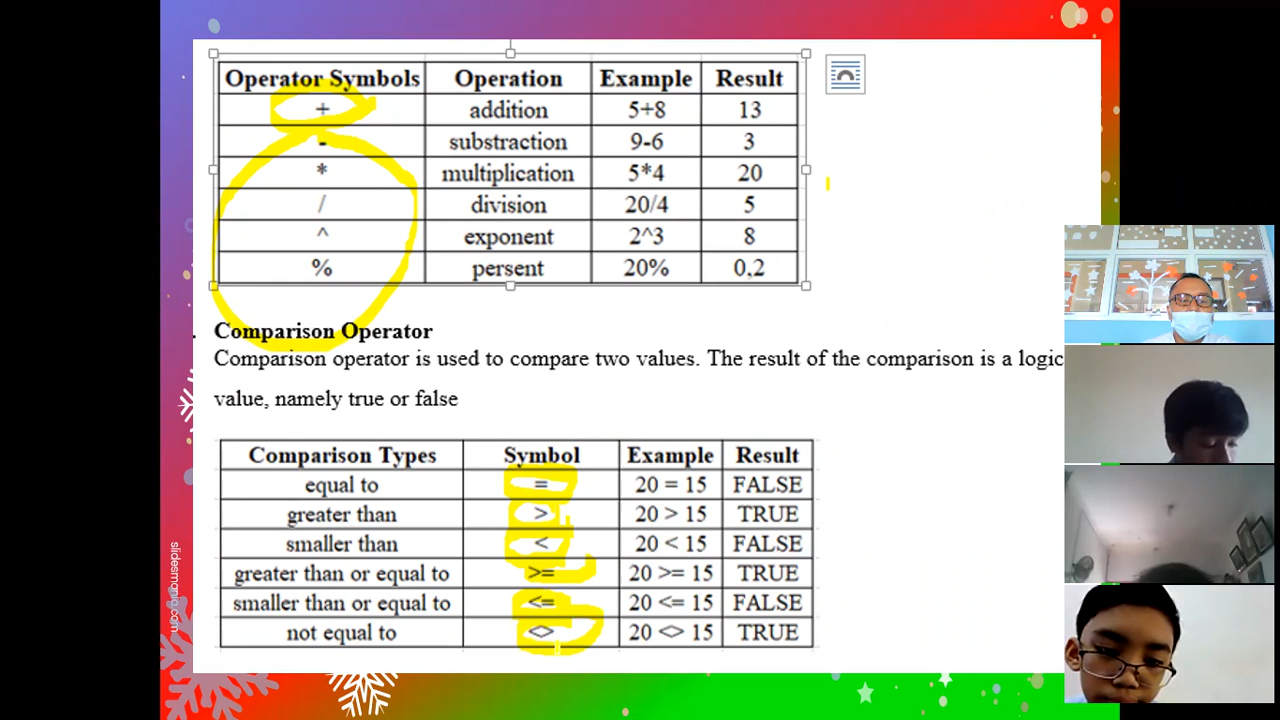 Operator Symbols Operation Example Result
+ addition 5+8 13
- substraction 9-6 3
* multiplication 5*4 20
/ division 20/4 5
^ exponent 2^3 8
% persent 20% 0,2
Comparison Operator
Comparison operator is used to compare two values. The result of the comparison is a logic
value, namely true or false
Comparison Types Symbol Example Result
equal to = 20 = 15 FALSE
greater than > 20 > 15 TRUE
smaller than < 20 < 15 FALSE
greater than or equal to >= 20 >= 15 TRUE
smaller than or equal to <= 20 <= 15 FALSE
not equal to <> 20 <> 15 TRUE
slidesmania.com